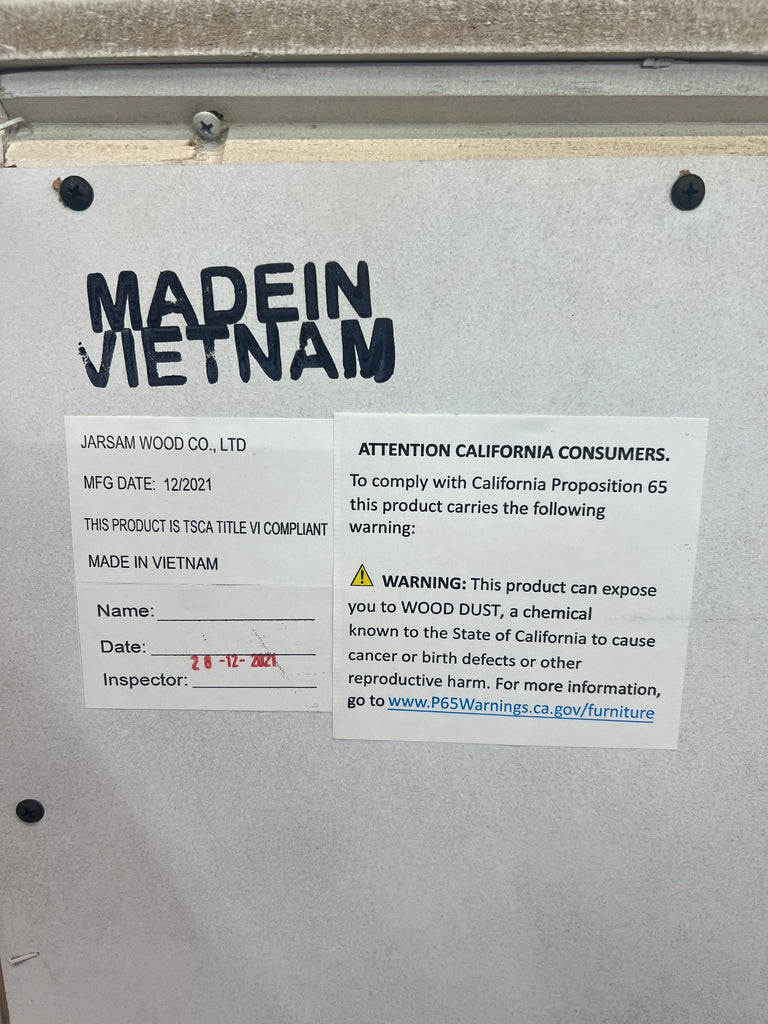 MADEIN
VIETNAM
JARSAM WOOD CO., LTD
MFG DATE: 12/2021
THIS PRODUCT IS TSCA TITLE VI COMPLIANT
MADE IN VIETNAM
Name:
Date:
28-12-2021
Inspector:
ATTENTION CALIFORNIA CONSUMERS.
To comply with California Proposition 65
this product carries the following
warning:
WARNING: This product can expose
you to WOOD DUST, a chemical
known to the State of California to cause
cancer or birth defects or other
reproductive harm. For more information,
go to www.P65Warnings.ca.gov/furniture